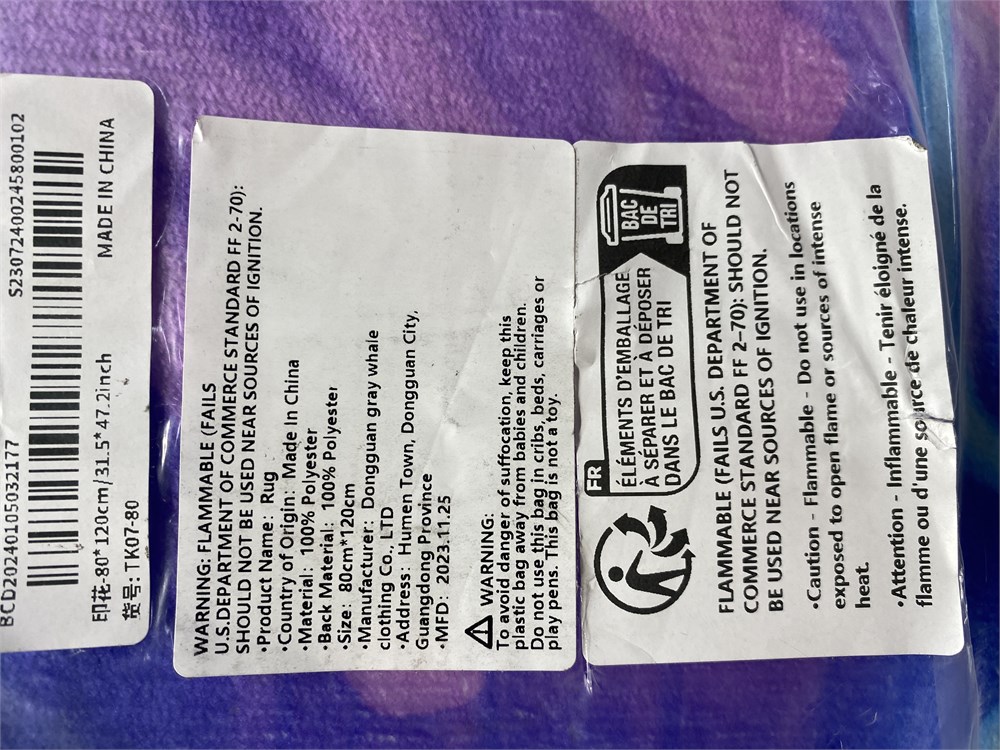 BCD20240105032177
S2307240024580​0102
印花-80*120cm/31.5*47.2inch
货号: TK07-80
MADE IN CHINA
WARNING: FLAMMABLE (FAILS
U.S.DEPARTMENT OF COMMERCE STANDARD FF 2-70):
SHOULD NOT BE USED NEAR SOURCES OF IGNITION.
•Product Name: Rug
•Country of Origin: Made In China
•Material: 100% Polyester
•Back Material: 100% Polyester
•Size: 80cm*120cm
•Manufacturer: Dongguan gray whale
clothing Co., LTD
•Address: Humen Town, Dongguan City,
Guangdong Province
•MFD: 2023.11.25
WARNING:
To avoid danger of suffocation, keep this
plastic bag away from babies and children.
Do not use this bag in cribs, beds, carriages or
play pens. This bag is not a toy.
FR
ÉLÉMENTS D'EMBALLAGE
À SÉPARER ET À DÉPOSER
DANS LE BAC DE TRI
BAC
DE
TRI
FLAMMABLE (FAILS U.S. DEPARTMENT OF
COMMERCE STANDARD FF 2-70): SHOULD NOT
BE USED NEAR SOURCES OF IGNITION.
•Caution - Flammable - Do not use in locations
exposed to open flame or sources of intense
heat.
•Attention - Inflammable - Tenir éloigné de la
flamme ou d'une source de chaleur intense.